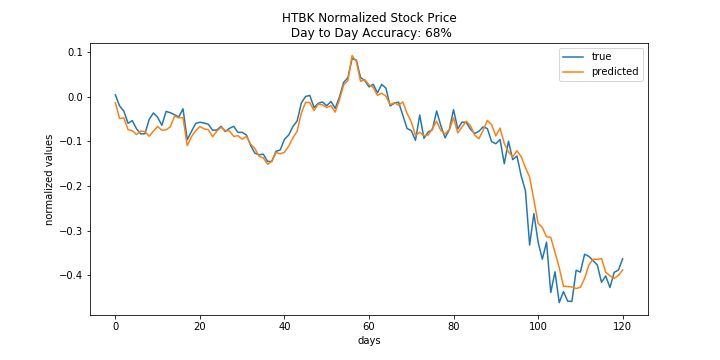 HTBK Normalized Stock Price
Day to Day Accuracy: 68%
true
predicted
normalized values
0.1
0.0
−0.1
−0.2
−0.3
−0.4
0
20
40
60
80
100
120
days